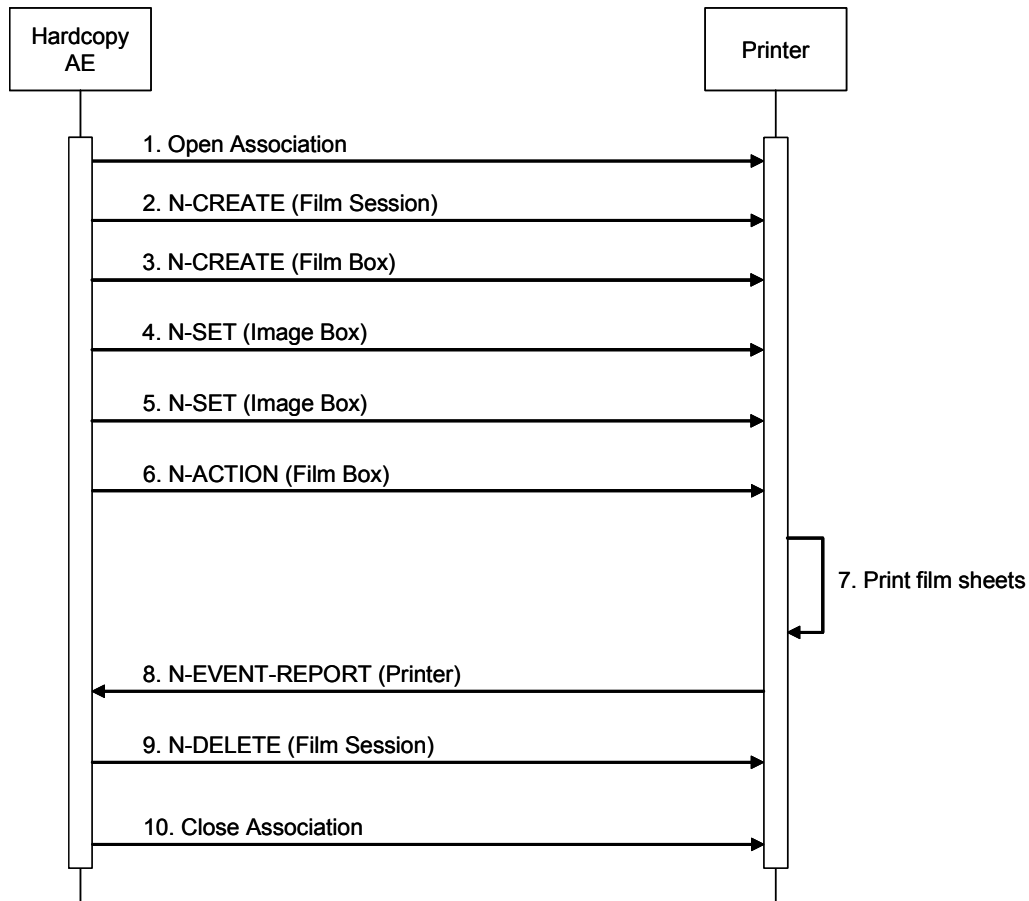 Hardcopy
AE
Printer
1. Open Association
2. N-CREATE (Film Session)
3. N-CREATE (Film Box)
4. N-SET (Image Box)
5. N-SET (Image Box)
6. N-ACTION (Film Box)
7. Print film sheets
8. N-EVENT-REPORT (Printer)
9. N-DELETE (Film Session)
10. Close Association